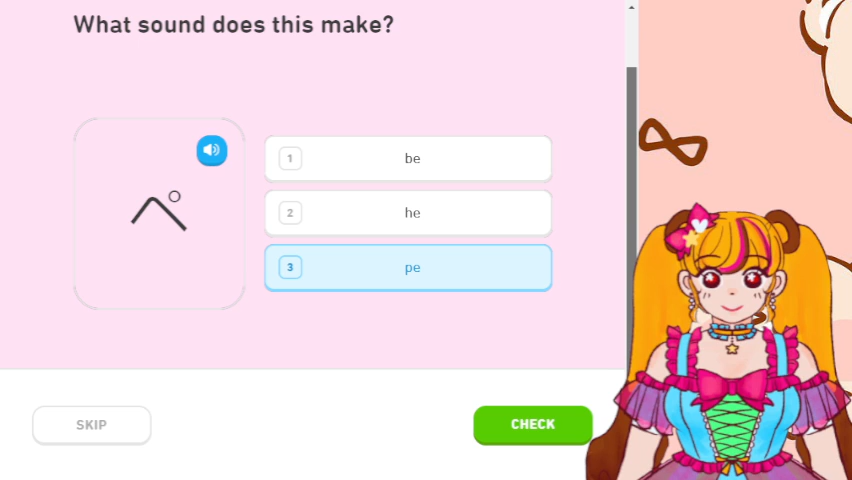 What sound does this make?
ペ
1 be
2 he
3 pe
SKIP
CHECK